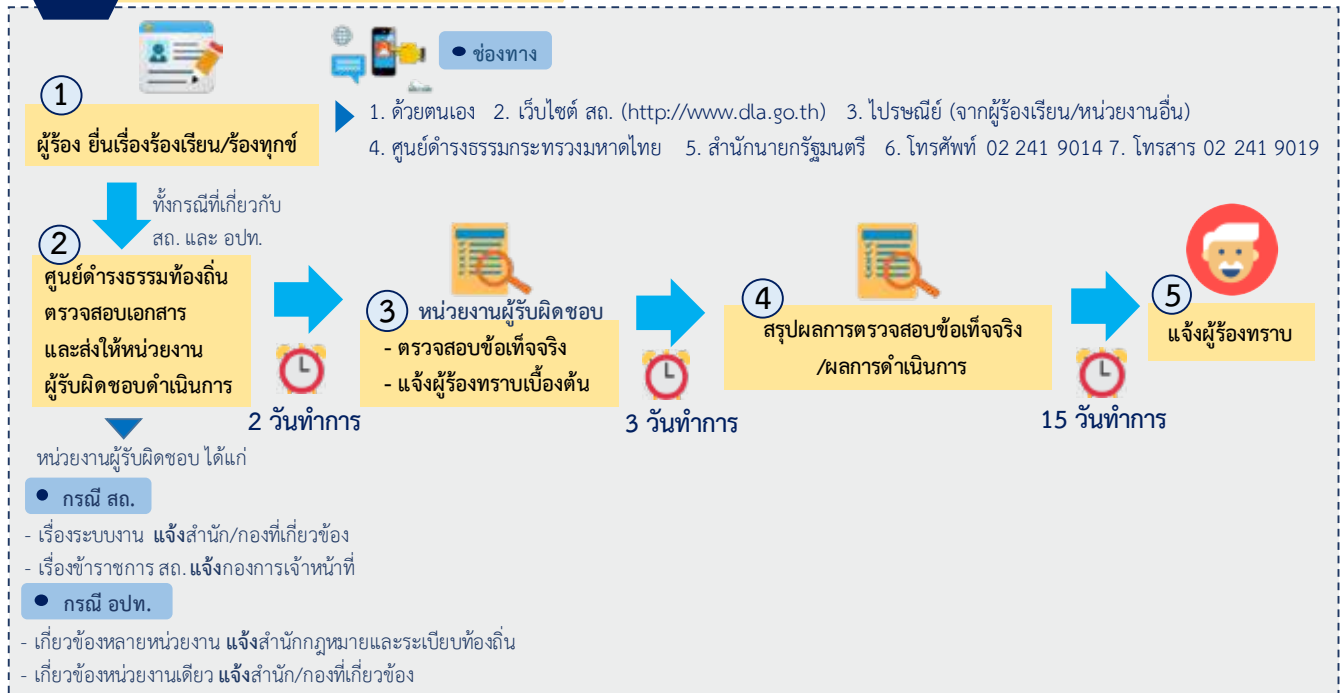 ● ช่องทาง
1
ผู้ร้อง ยื่นเรื่องร้องเรียน/ร้องทุกข์
1. ด้วยตนเอง 2. เว็บไซต์ สถ. (http://www.dla.go.th) 3. ไปรษณีย์ (จากผู้ร้องเรียน/หน่วยงานอื่น)
4. ศูนย์ดำรงธรรมกระทรวงมหาดไทย 5. สำนักนายกรัฐมนตรี 6. โทรศัพท์ 02 241 9014 7. โทรสาร 02 241 9019
ทั้งกรณีที่เกี่ยวกับ
สถ. และ อปท.
2
ศูนย์ดำรงธรรมท้องถิ่น
ตรวจสอบเอกสาร
และส่งให้หน่วยงาน
ผู้รับผิดชอบดำเนินการ
2 วันทำการ
3 หน่วยงานผู้รับผิดชอบ
- ตรวจสอบข้อเท็จจริง
- แจ้งผู้ร้องทราบเบื้องต้น
3 วันทำการ
4
สรุปผลการตรวจสอบข้อเท็จจริง
/ผลการดำเนินการ
15 วันทำการ
5
แจ้งผู้ร้องทราบ
หน่วยงานผู้รับผิดชอบ ได้แก่
● กรณี สถ.
- เรื่องระบบงาน แจ้งสำนัก/กองที่เกี่ยวข้อง
- เรื่องข้าราชการ สถ. แจ้งกองการเจ้าหน้าที่
● กรณี อปท.
- เกี่ยวข้องหลายหน่วยงาน แจ้งสำนักกฎหมายและระเบียบท้องถิ่น
- เกี่ยวข้องหน่วยงานเดียว แจ้งสำนัก/กองที่เกี่ยวข้อง